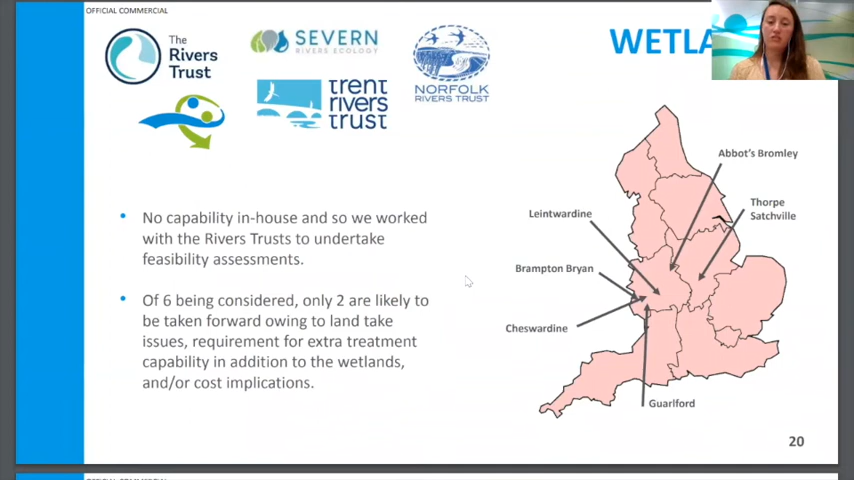 OFFICIAL COMMERCIAL
The
Rivers
Trust
SEVERN
RIVERS ECOLOGY
trent
rivers
trust
NORFOLK
RIVERS TRUST
WETLA
Abbot's Bromley
Thorpe
Satchville
Leintwardine
Brampton Bryan
Cheswardine
Guarlford
• No capability in-house and so we worked
with the Rivers Trusts to undertake
feasibility assessments.
• Of 6 being considered, only 2 are likely to
be taken forward owing to land take
issues, requirement for extra treatment
capability in addition to the wetlands,
and/or cost implications.
20
OFFICIAL COMMERCIAL